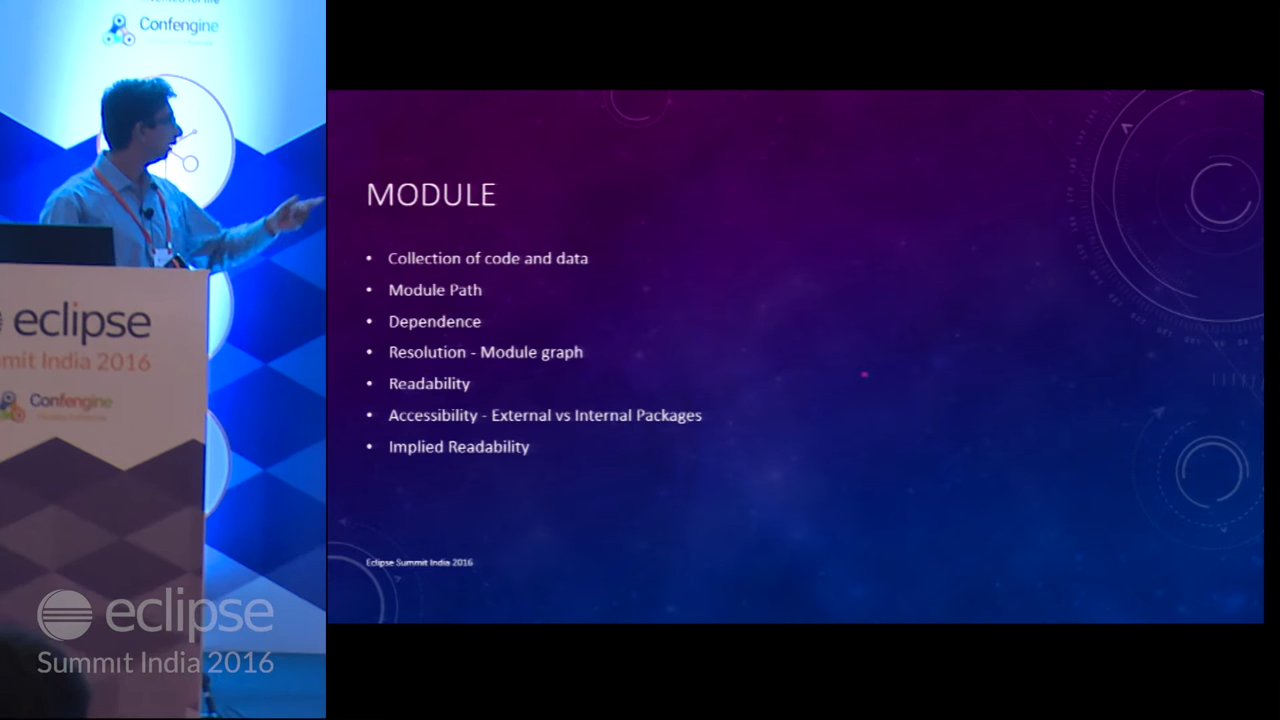 Confengine
MODULE
• Collection of code and data
• Module Path
• Dependence
• Resolution - Module graph
• Readability
• Accessibility - External vs Internal Packages
• Implied Readability
Eclipse Summit India 2016
eclipse
mit India 2016
Confengine
eclipse
Summit India 2016